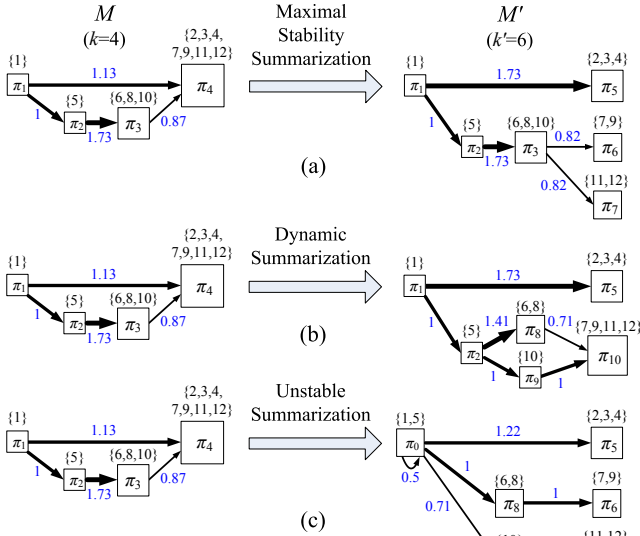 M
(k=4)
Maximal
Stability
Summarization
M′
(k′=6)
{1}
π1
1.13
{2,3,4,
7,9,11,12}
π4
1
{5}
π2
1.73
{6,8,10}
π3
0.87
{1}
π1
1.73
{2,3,4}
π5
1
{5}
π2
1.73
{6,8,10}
π3
0.82
{7,9}
π6
0.82
{11,12}
π7
(a)
{1}
π1
1.13
{2,3,4,
7,9,11,12}
π4
1
{5}
π2
1.73
{6,8,10}
π3
0.87
Dynamic
Summarization
{1}
π1
1.73
{2,3,4}
π5
1
{5}
π2
1.41
{6,8}
π8
0.71
{7,9,11,12}
π10
1
{10}
π9
1
(b)
{1}
π1
1.13
{2,3,4,
7,9,11,12}
π4
1
{5}
π2
1.73
{6,8,10}
π3
0.87
Unstable
Summarization
{1,5}
π0
0.5
1.22
{2,3,4}
π5
1
{6,8}
π8
1
{7,9}
π6
0.71
(c)